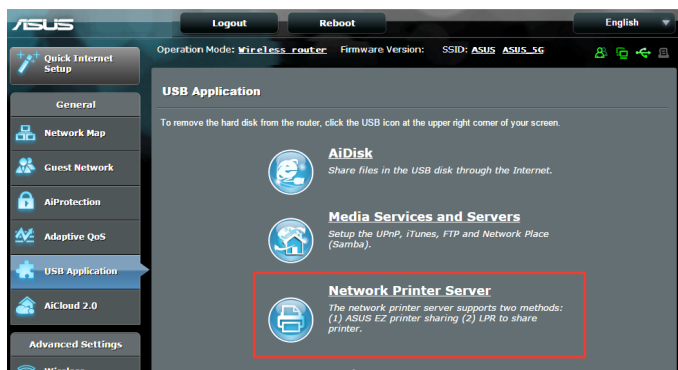 ASUS Logout Reboot English
Operation Mode: Wireless router Firmware Version: SSID: ASUS ASUS_5G
Quick Internet
Setup
General
Network Map
Guest Network
AiProtection
Adaptive QoS
USB Application
AiCloud 2.0
Advanced Settings
Wireless
USB Application
To remove the hard disk from the router, click the USB icon at the upper right corner of your screen.
AiDisk
Share files in the USB disk through the Internet.
Media Services and Servers
Setup the UPnP, iTunes, FTP and Network Place
(Samba).
Network Printer Server
The network printer server supports two methods:
(1) ASUS EZ printer sharing (2) LPR to share
printer.